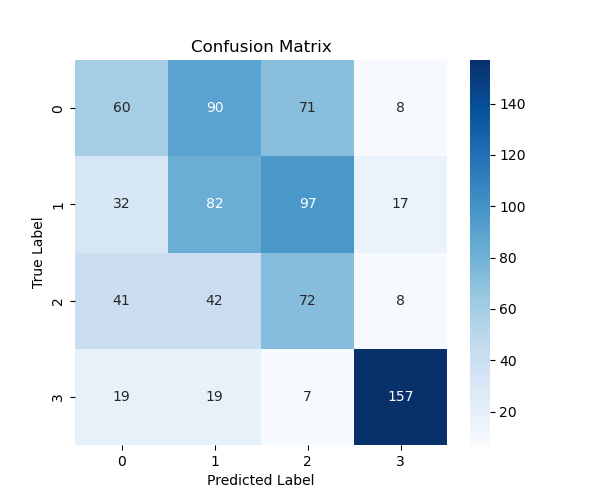 Confusion Matrix
True Label
0 60 90 71 8
1 32 82 97 17
2 41 42 72 8
3 19 19 7 157
0 1 2 3
Predicted Label
140
120
100
80
60
40
20